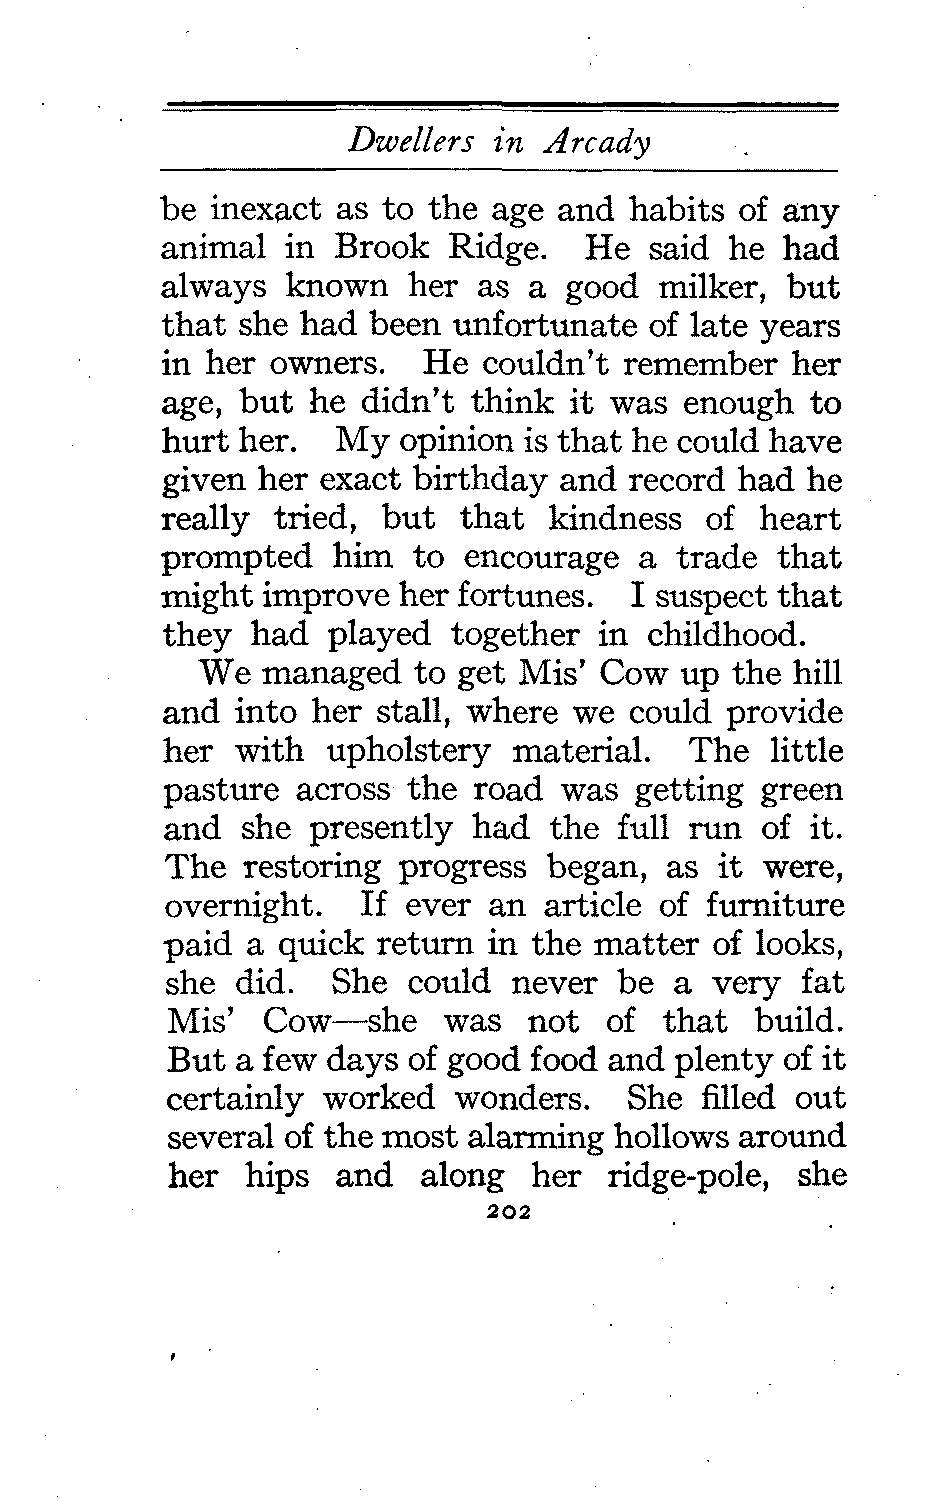 Dwellers in Arcady
be inexact as to the age and habits of any
animal in Brook Ridge. He said he had
always known her as a good milker, but
that she had been unfortunate of late years
in her owners. He couldn't remember her
age, but he didn't think it was enough to
hurt her. My opinion is that he could have
given her exact birthday and record had he
really tried, but that kindness of heart
prompted him to encourage a trade that
might improve her fortunes. I suspect that
they had played together in childhood.
We managed to get Mis' Cow up the hill
and into her stall, where we could provide
her with upholstery material. The little
pasture across the road was getting green
and she presently had the full run of it.
The restoring progress began, as it were,
overnight. If ever an article of furniture
paid a quick return in the matter of looks,
she did. She could never be a very fat
Mis' Cow—she was not of that build.
But a few days of good food and plenty of it
certainly worked wonders. She filled out
several of the most alarming hollows around
her hips and along her ridge-pole, she
202